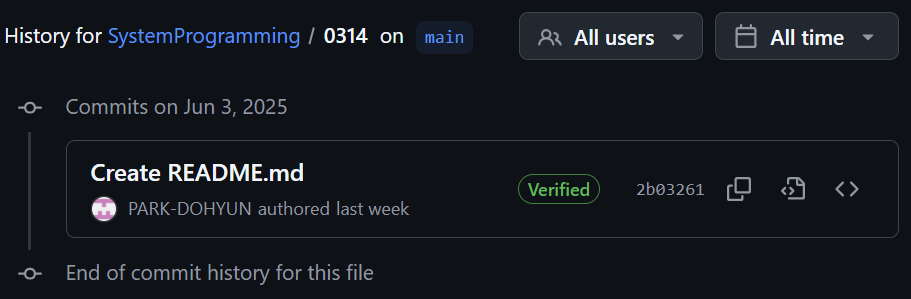 History for SystemProgramming / 0314 on main
All users
All time
Commits on Jun 3, 2025
Create README.md
PARK-DOHYUN authored last week
Verified
2b03261
End of commit history for this file